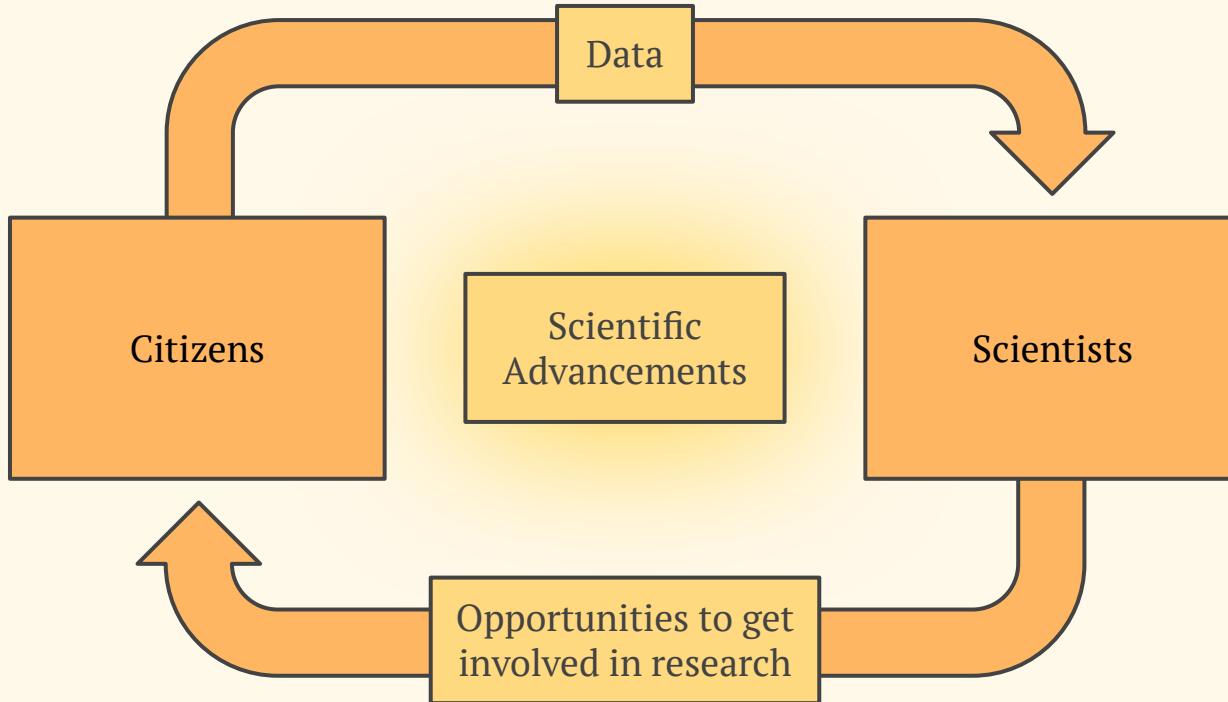 Data
Citizens
Scientific
Advancements
Scientists
Opportunities to get
involved in research